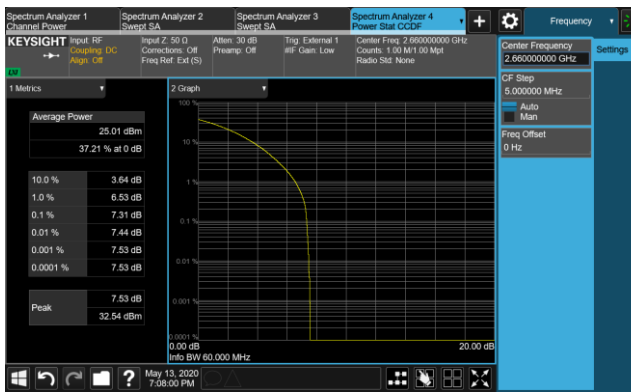 Spectrum Analyzer 1
Channel Power
Spectrum Analyzer 2
Swept SA
Spectrum Analyzer 3
Swept SA
Spectrum Analyzer 4
Power Stat CCDF
Frequency
KEYSIGHT
Input: RF
Coupling: DC
Align: Off
Input Z: 50 Ω
Corrections: Off
Freq Ref: Ext (S)
Atten: 30 dB
Preamp: Off
Trig: External 1
#IF Gain: Low
Center Freq: 2.660000000 GHz
Counts: 1.00 M/1.00 Mpt
Radio Std: None
Center Frequency
2.660000000 GHz
Settings
CF Step
5.000000 MHz
Auto
Man
Freq Offset
0 Hz
1 Metrics
Average Power
25.01 dBm
37.21 % at 0 dB
10.0 % 3.64 dB
1.0 % 6.53 dB
0.1 % 7.31 dB
0.01 % 7.44 dB
0.001 % 7.53 dB
0.0001 % 7.53 dB
Peak
7.53 dB
32.54 dBm
2 Graph
100 %
10 %
1 %
0.1 %
0.01 %
0.001 %
0.0001 %
0.00 dB
20.00 dB
Info BW 60.000 MHz
May 13, 2020
7:08:00 PM